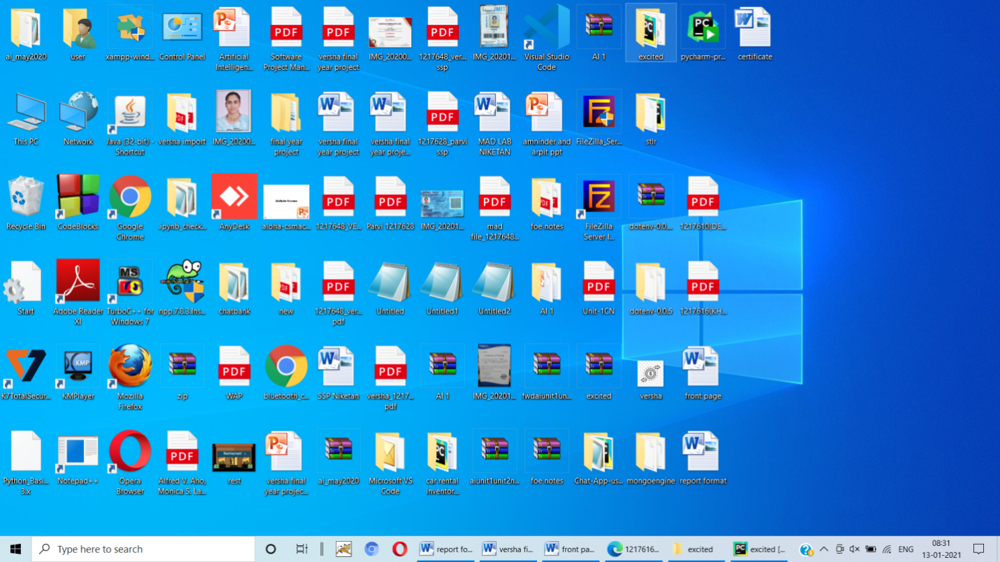 ai_may2020
user
xampp-wind...
Control Panel
Artificial
Intelligen...
Software
Project Man...
versha final
year project
IMG_20200...
1217648_ver...
ssp
IMG_20201...
Visual Studio
Code
AI 1
excited
pycharm-pr...
certificate
This PC
Network
Java (32-bit) -
Shortcut
versha import
IMG_20200...
final year
project
versha final
year project
versha final
year proje...
1217628_parvi
ssp
MAD LAB
NIKETAN
amninder and
arpit ppt
FileZilla_Ser...
stlr
Recycle Bin
CodeBlocks
Google
Chrome
.ipynb_check...
AnyDesk
aloha-csmac...
1217648_VE...
Parvi 1217628
IMG_20201...
mad
file_1217648...
foe notes
FileZilla
Server I...
dotenv-0.0...
1217610(DE...
Start
Adobe Reader
XI
TurboC++ for
Windows 7
npp.7.8.3.Ins...
chatbank
new
1217648_ver...
pdf
Untitled
Untitled1
Untitled2
AI 1
Unit-1CN
dotenv-0.0.5
1217616(KH...
K7TotalSecur...
KMPlayer
Mozilla
Firefox
zip
WAP
bluetooth_c...
SSP Niketan
versha_1217...
pdf
AI 1
IMG_20201...
fwdaiunit1un...
excited
versha
front page
Python_Basi...
3.x
Notepad++
Opera
Browser
Alfred V. Aho,
Monica S. La...
rest
versha final
year projec...
ai_may2020
Microsoft VS
Code
car rental
inventor...
aiunit1unit2n...
foe notes
Chat-App-us...
mongoengine
report format
Type here to search
report fo...
versha fi...
front pa...
1217616...
excited
excited [...
ENG
08:31
13-01-2021